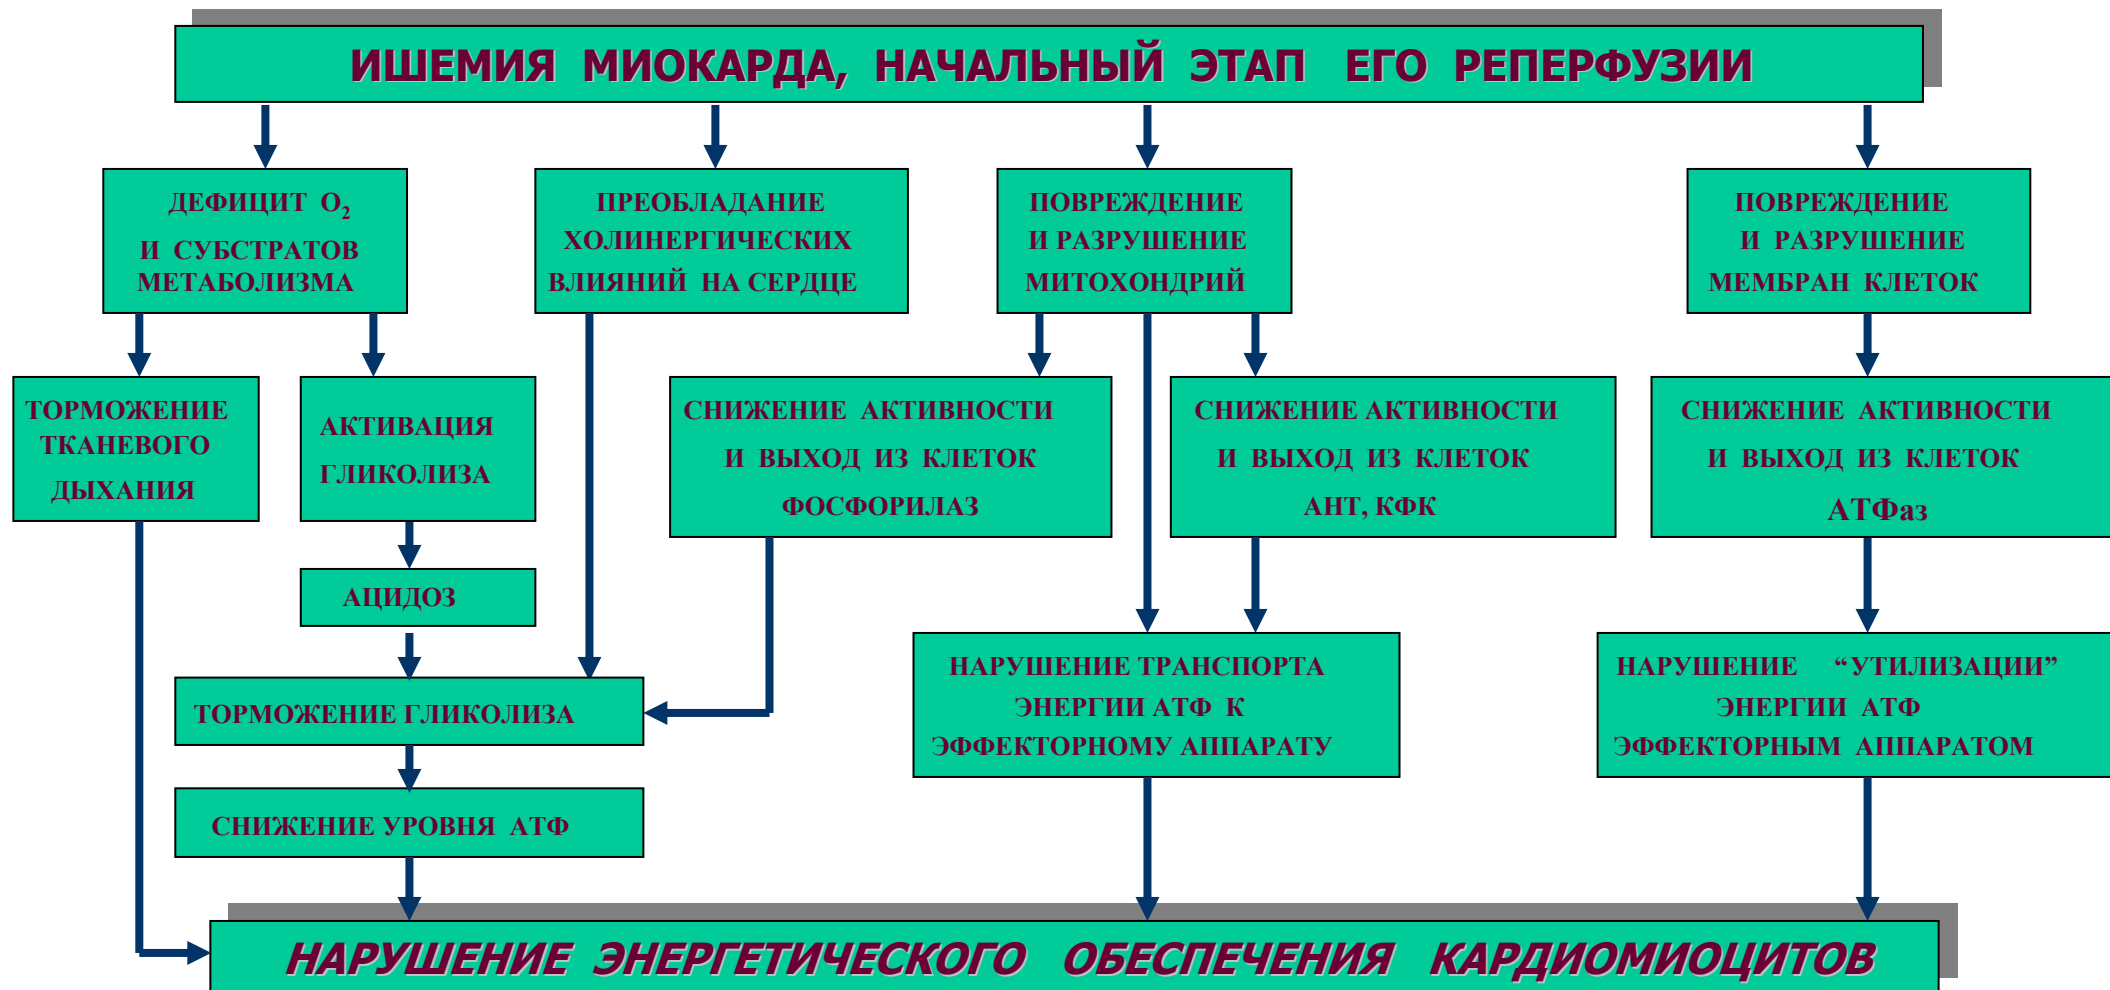 ИШЕМИЯ МИОКАРДА, НАЧАЛЬНЫЙ ЭТАП ЕГО РЕПЕРФУЗИИ
ДЕФИЦИТ О₂
И СУБСТРАТОВ
МЕТАБОЛИЗМА
ПРЕОБЛАДАНИЕ
ХОЛИНЕРГИЧЕСКИХ
ВЛИЯНИЙ НА СЕРДЦЕ
ПОВРЕЖДЕНИЕ
И РАЗРУШЕНИЕ
МИТОХОНДРИЙ
ПОВРЕЖДЕНИЕ
И РАЗРУШЕНИЕ
МЕМБРАН КЛЕТОК
ТОРМОЖЕНИЕ
ТКАНЕВОГО
ДЫХАНИЯ
АКТИВАЦИЯ
ГЛИКОЛИЗА
СНИЖЕНИЕ АКТИВНОСТИ
И ВЫХОД ИЗ КЛЕТОК
ФОСФОРИЛАЗ
СНИЖЕНИЕ АКТИВНОСТИ
И ВЫХОД ИЗ КЛЕТОК
АНТ, КФК
СНИЖЕНИЕ АКТИВНОСТИ
И ВЫХОД ИЗ КЛЕТОК
АТФаз
АЦИДОЗ
ТОРМОЖЕНИЕ ГЛИКОЛИЗА
НАРУШЕНИЕ ТРАНСПОРТА
ЭНЕРГИИ АТФ К
ЭФФЕКТОРНОМУ АППАРАТУ
НАРУШЕНИЕ “УТИЛИЗАЦИИ”
ЭНЕРГИИ АТФ
ЭФФЕКТОРНЫМ АППАРАТОМ
СНИЖЕНИЕ УРОВНЯ АТФ
НАРУШЕНИЕ ЭНЕРГЕТИЧЕСКОГО ОБЕСПЕЧЕНИЯ КАРДИОМИОЦИТОВ